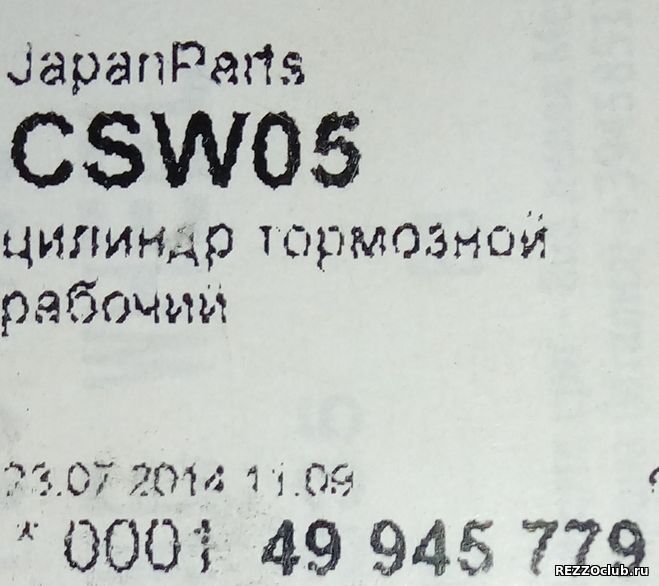 JapanParts
CSW05
цилиндр тормозной
рабочий
23.07 2014 11.09
* 0001 49 945 779
REZZOclub.ru